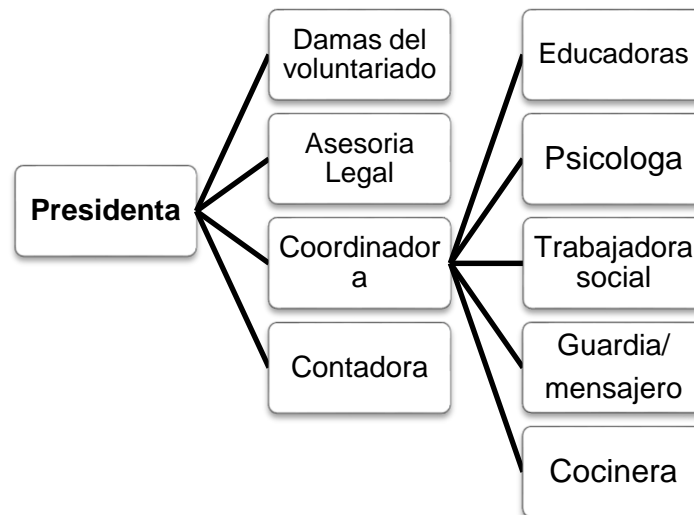 Presidenta
Damas del
voluntariado
Asesoria
Legal
Coordinador
a
Contadora
Educadoras
Psicologa
Trabajadora
social
Guardia/
mensajero
Cocinera